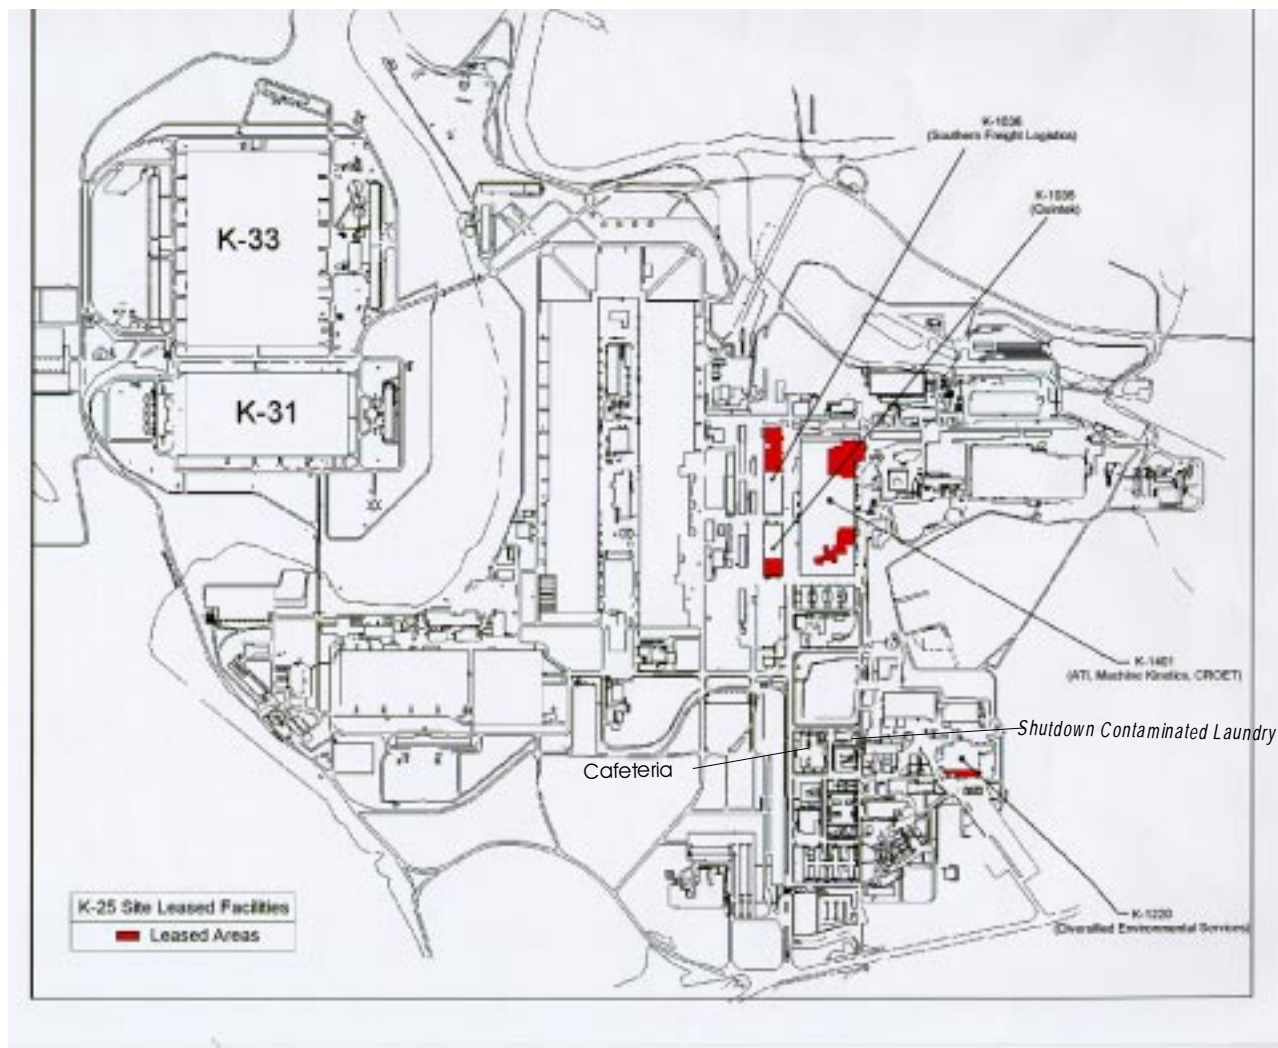 K-1036
(Southern Freight Logistics)
K-1035
(Quintek)
K-33
K-31
K-1401
(ATI, Machine Kinetics, CROET)
Shutdown Contaminated Laundry
Cafeteria
K-25 Site Leased Facilities
Leased Areas
K-1220
(Diversified Environmental Services)